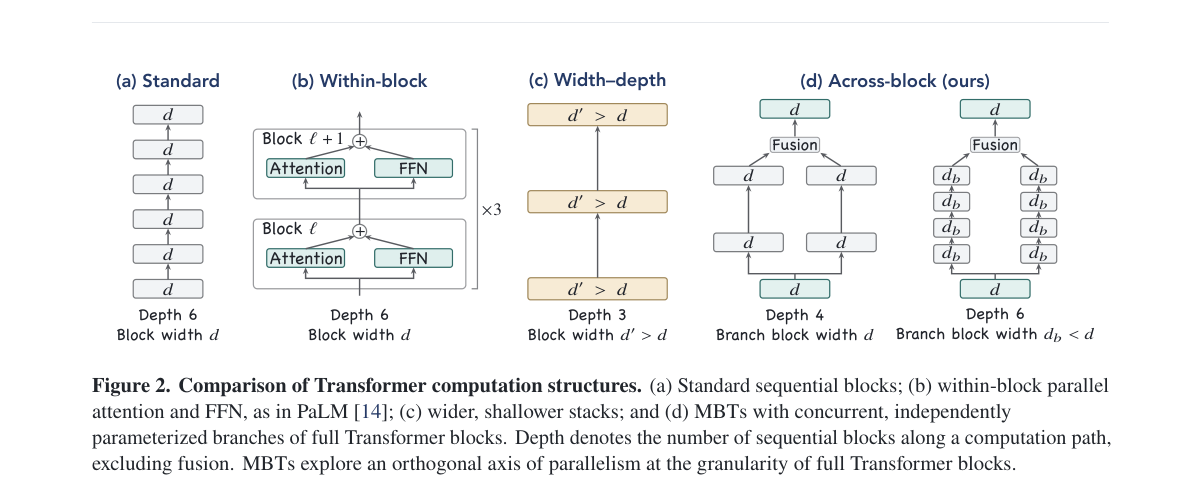 (a) Standard
(b) Within-block
(c) Width–depth
(d) Across-block (ours)
d
d
d
d
d
d
Depth 6
Block width d
Block ℓ + 1
+
Attention
FFN
Block ℓ
+
Attention
FFN
×3
Depth 6
Block width d
d′ > d
d′ > d
d′ > d
Depth 3
Block width d′ > d
d
Fusion
d d
d d
d
Depth 4
Branch block width d
d
Fusion
d_b d_b
d_b d_b
d_b d_b
d_b d_b
d
Depth 6
Branch block width d_b < d
Figure 2. Comparison of Transformer computation structures. (a) Standard sequential blocks; (b) within-block parallel
attention and FFN, as in PaLM [14]; (c) wider, shallower stacks; and (d) MBTs with concurrent, independently
parameterized branches of full Transformer blocks. Depth denotes the number of sequential blocks along a computation path,
excluding fusion. MBTs explore an orthogonal axis of parallelism at the granularity of full Transformer blocks.